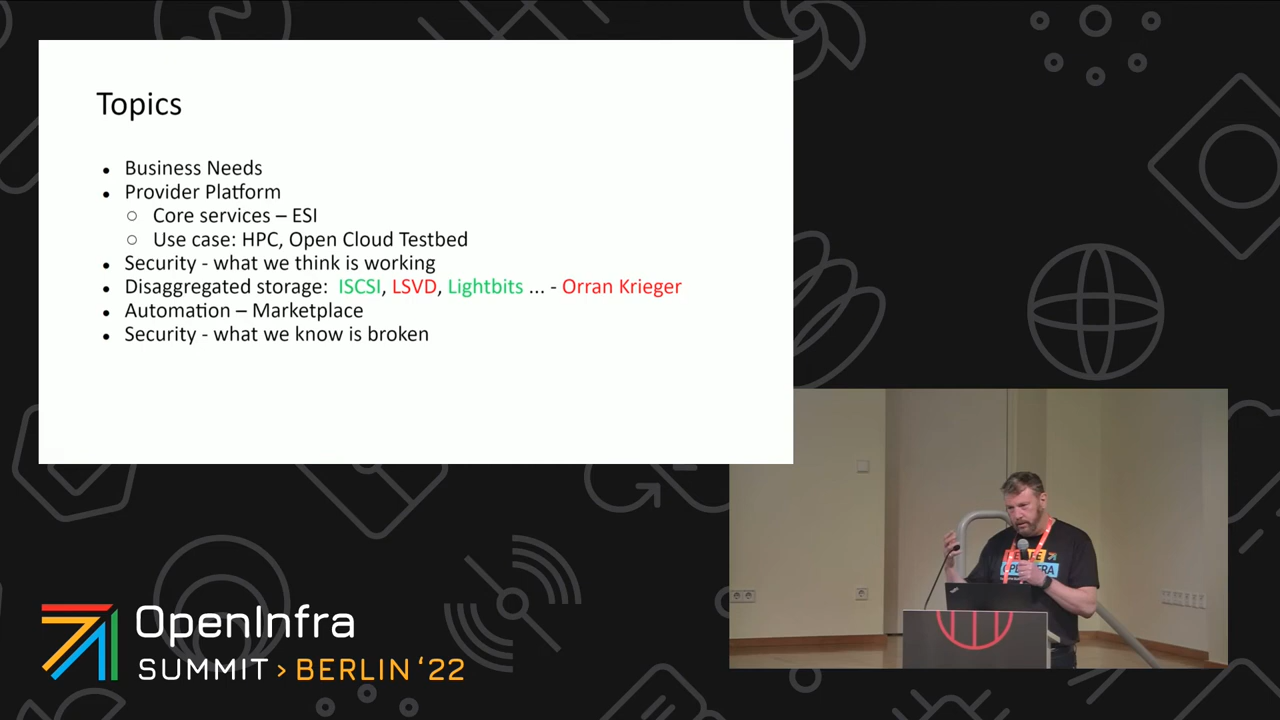 Topics
• Business Needs
• Provider Platform
○ Core services – ESI
○ Use case: HPC, Open Cloud Testbed
• Security - what we think is working
• Disaggregated storage: ISCSI, LSVD, Lightbits ... - Orran Krieger
• Automation – Marketplace
• Security - what we know is broken
OpenInfra
SUMMIT > BERLIN ‘22